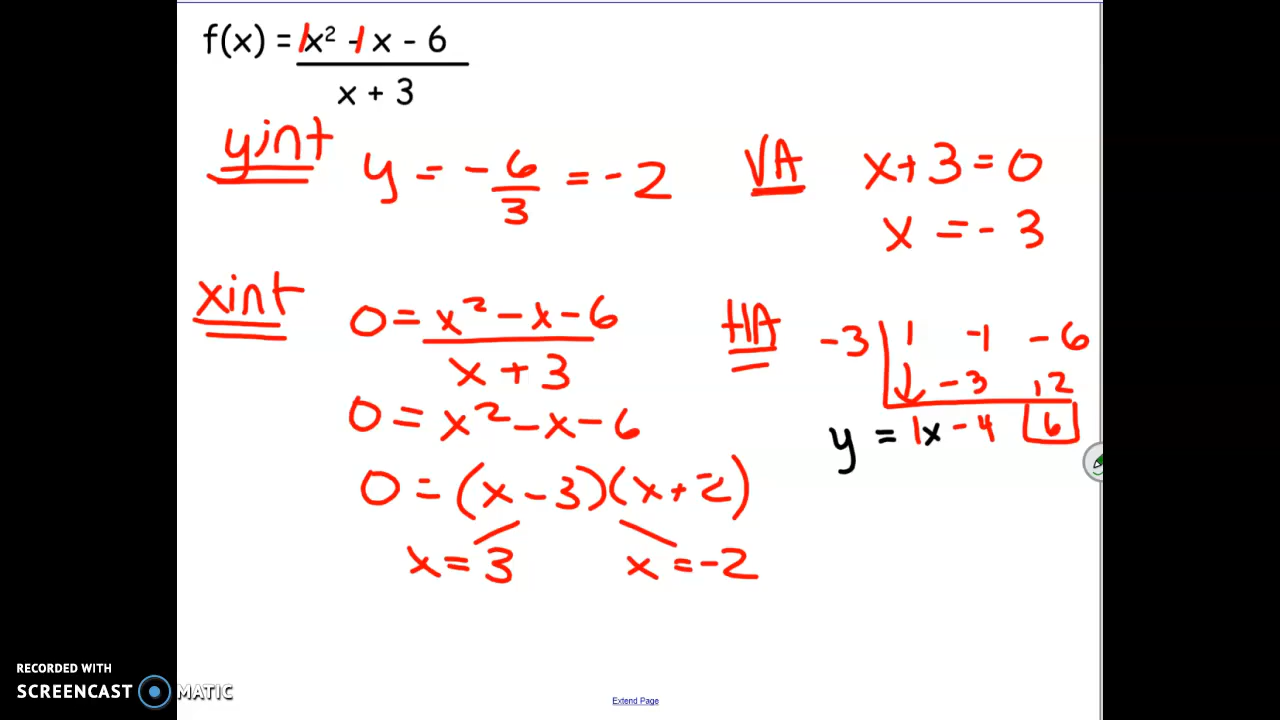 f(x) = 1x² - 1x - 6
x + 3
yint
y = -6/3 = -2
VA
x + 3 = 0
x = -3
xint
0 = x² - x - 6
x + 3
0 = x² - x - 6
0 = (x - 3)(x + 2)
x = 3 x = -2
HA
-3 1 -1 -6
-3 12
y = 1x - 4 6
RECORDED WITH
SCREENCAST MATIC
Extend Page